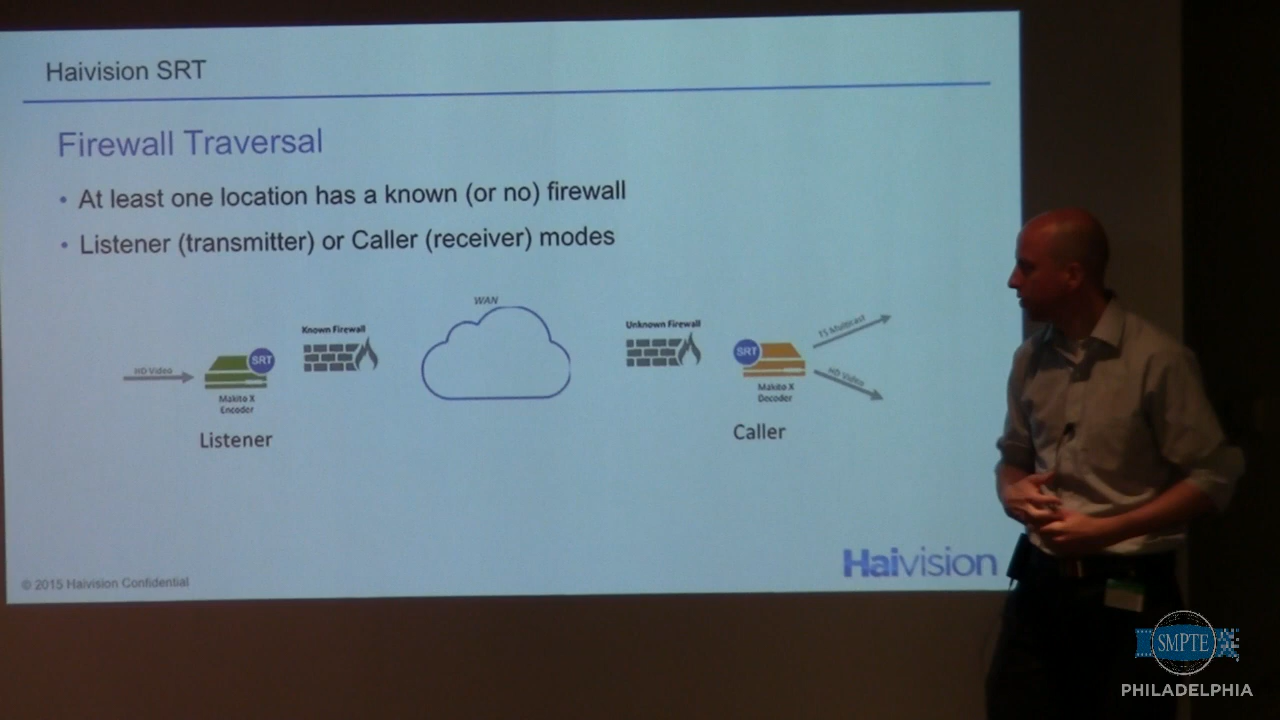 Haivision SRT
Firewall Traversal
• At least one location has a known (or no) firewall
• Listener (transmitter) or Caller (receiver) modes
WAN
Known Firewall
Unknown Firewall
TS Multicast
SRT
SRT
HD Video
HD Video
Makito X
Encoder
Makito X
Decoder
Listener
Caller
Haivision
© 2015 Haivision Confidential
SMPTE
PHILADELPHIA